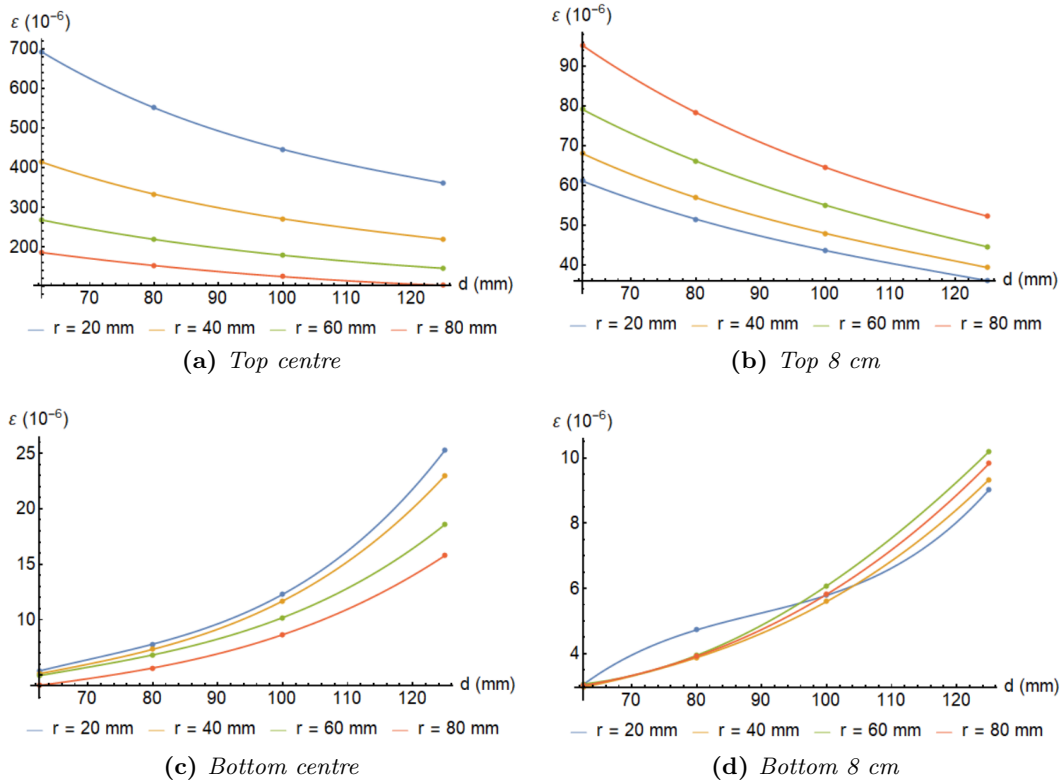 ε (10⁻⁶)
700
600
500
400
300
200
70 80 90 100 110 120
d (mm)
r = 20 mm r = 40 mm r = 60 mm r = 80 mm
(a) Top centre
ε (10⁻⁶)
90
80
70
60
50
40
70 80 90 100 110 120
d (mm)
r = 20 mm r = 40 mm r = 60 mm r = 80 mm
(b) Top 8 cm
ε (10⁻⁶)
25
20
15
10
70 80 90 100 110 120
d (mm)
r = 20 mm r = 40 mm r = 60 mm r = 80 mm
(c) Bottom centre
ε (10⁻⁶)
10
8
6
4
70 80 90 100 110 120
d (mm)
r = 20 mm r = 40 mm r = 60 mm r = 80 mm
(d) Bottom 8 cm